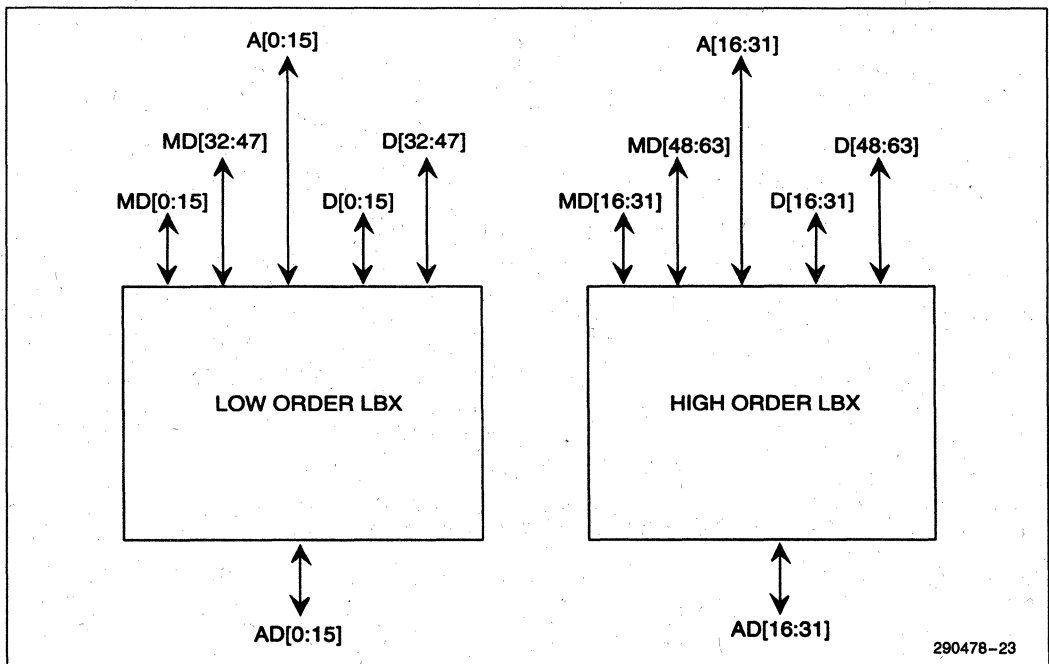 A[0:15]
A[16:31]
MD[32:47]
D[32:47]
MD[48:63]
D[48:63]
MD[0:15]
D[0:15]
MD[16:31]
D[16:31]
LOW ORDER LBX
HIGH ORDER LBX
AD[0:15]
AD[16:31]
290478-23